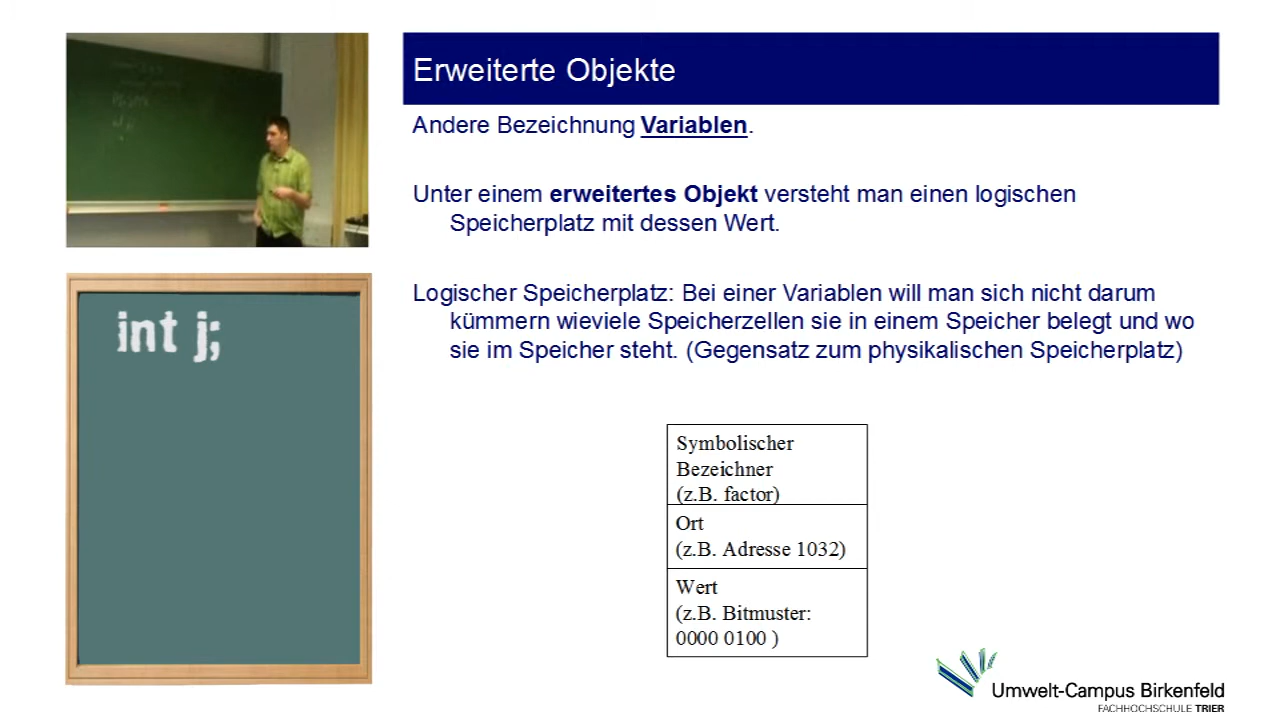 Erweiterte Objekte
Andere Bezeichnung Variablen.
Unter einem erweitertes Objekt versteht man einen logischen
Speicherplatz mit dessen Wert.
Logischer Speicherplatz: Bei einer Variablen will man sich nicht darum
kümmern wieviele Speicherzellen sie in einem Speicher belegt und wo
sie im Speicher steht. (Gegensatz zum physikalischen Speicherplatz)
int j;
Symbolischer
Bezeichner
(z.B. factor)
Ort
(z.B. Adresse 1032)
Wert
(z.B. Bitmuster:
0000 0100 )
Umwelt-Campus Birkenfeld
FACHHOCHSCHULE TRIER